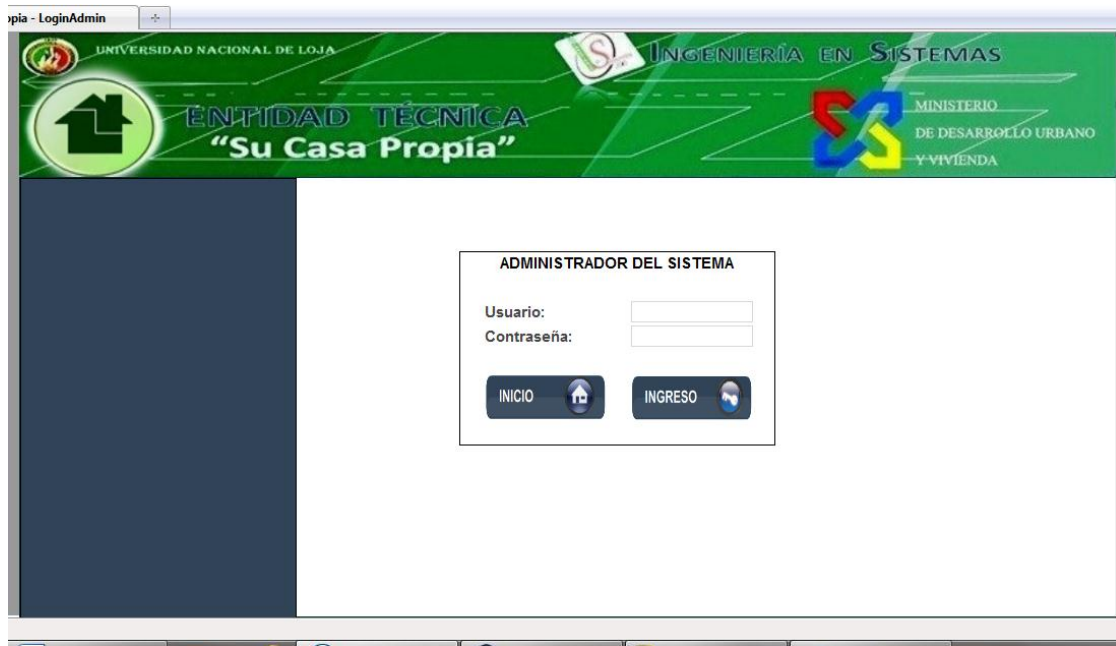 opia - LoginAdmin
UNIVERSIDAD NACIONAL DE LOJA
INGENIERÍA EN SISTEMAS
ENTIDAD TÉCNICA
"Su Casa Propia"
MINISTERIO
DE DESARROLLO URBANO
Y VIVIENDA
ADMINISTRADOR DEL SISTEMA
Usuario:
Contraseña:
INICIO
INGRESO